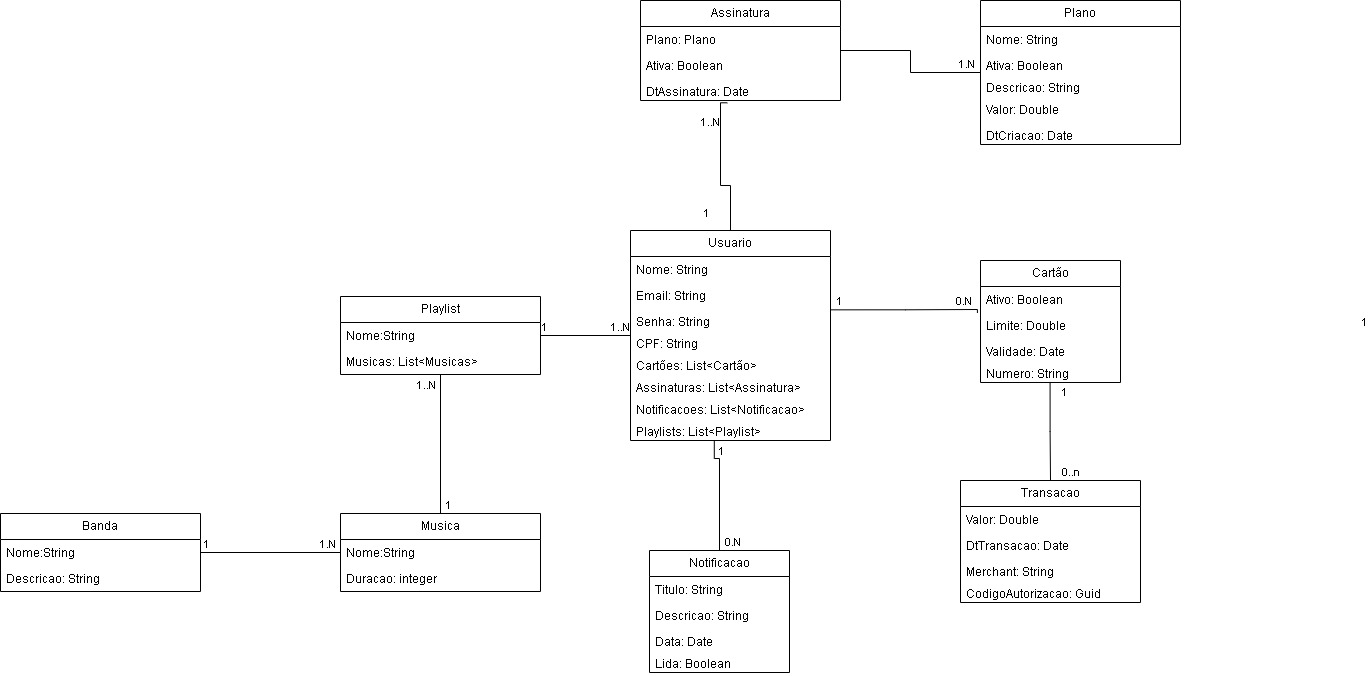 Assinatura
Plano: Plano
Ativa: Boolean
DtAssinatura: Date
Plano
Nome: String
Ativa: Boolean
Descricao: String
Valor: Double
DtCriacao: Date
1.N
1..N
1
Usuario
Nome: String
Email: String
Senha: String
CPF: String
Cartões: List<Cartão>
Assinaturas: List<Assinatura>
Notificacoes: List<Notificacao>
Playlists: List<Playlist>
1
0.N
Cartão
Ativo: Boolean
Limite: Double
Validade: Date
Numero: String
1
Playlist
Nome:String
Musicas: List<Musicas>
1
1..N
1..N
1
1
0..n
Transacao
Valor: Double
DtTransacao: Date
Merchant: String
CodigoAutorizacao: Guid
Banda
Nome:String
Descricao: String
1
1.N
Musica
Nome:String
Duracao: integer
1
0.N
Notificacao
Titulo: String
Descricao: String
Data: Date
Lida: Boolean